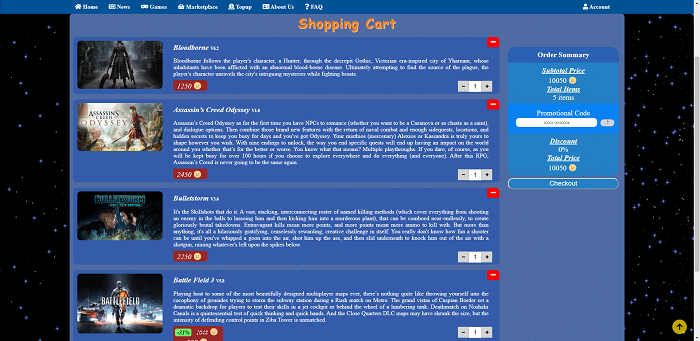 Home News Games Marketplace Topup About Us FAQ Account
Shopping Cart
Bloodborne V6.2
Bloodborne follows the player's character, a Hunter, through the decrepit Gothic, Victorian era-inspired city of Yharnam, whose
inhabitants have been afflicted with an abnormal blood-borne disease. Ultimately attempting to find the source of the plague, the
player's character unravels the city's intriguing mysteries while fighting beasts.
1250
− 1 +
ASSASSIN'S CREED
ODYSSEY
Assassin's Creed Odyssey V1.8
Assassin's Creed Odyssey as for the first time you have NPCs to romance (whether you want to be a Casanova or as chaste as a saint),
and dialogue options. Then combine those brand new features with the return of naval combat and enough sidequests, locations, and
hidden secrets to keep you busy for days and you've got Odyssey. Your misthios (mercenary) Alexios or Kassandra is truly yours to
shape however you wish. With nine endings to unlock, the way you end specific quests will end up having an impact on the world
around you whether that's for the better or worse. You know what that means? Multiple playthroughs. If you dare, of course, as you
will be kept busy for over 100 hours if you choose to explore everywhere and do everything (and everyone). After this RPG,
Assassin's Creed is never going to be the same again.
2450
− 1 +
BULLETSTORM
Bulletstorm V3.6
It's the Skillshots that do it. A vast, stacking, interconnecting roster of named killing methods (which cover everything from shooting
an enemy in the balls to lassoing him and then kicking him into a murderous plant), that can be comboed near-endlessly, to create
gloriously brutal takedowns. Extravagant kills mean more points, and more points mean more ammo to kill with. But more than
anything, it's all a hilariously gratifying, ceaselessly rewarding, creative challenge in itself. You really don't know how fun a shooter
can be until you've whipped a goon into the air, shot him up the ass, and then slid underneath to knock him out of the air with a
shotgun, ruining whatever's left upon the spikes below.
2250
− 1 +
BATTLEFIELD
Battle Field 3 V5.8
Playing host to some of the most beautifully designed multiplayer maps ever, there's nothing quite like throwing yourself into the
cacophony of grenades trying to storm the subway station during a Rush match on Metro. The grand vistas of Caspian Border set a
dramatic backdrop for players to test their skills in a jet cockpit or behind the wheel of a lumbering tank. Deathmatch on Noshahr
Canals is a quintessential test of quick thinking and quick hands. And the Close Quarters DLC maps may have shrunk the size, but the
intensity of defending control points in Ziba Tower is unmatched.
− 1 +
Order Summary
Subtotal Price
10050
Total Items
5 items
Promotional Code
Discount
0%
Total Price
10050
Checkout